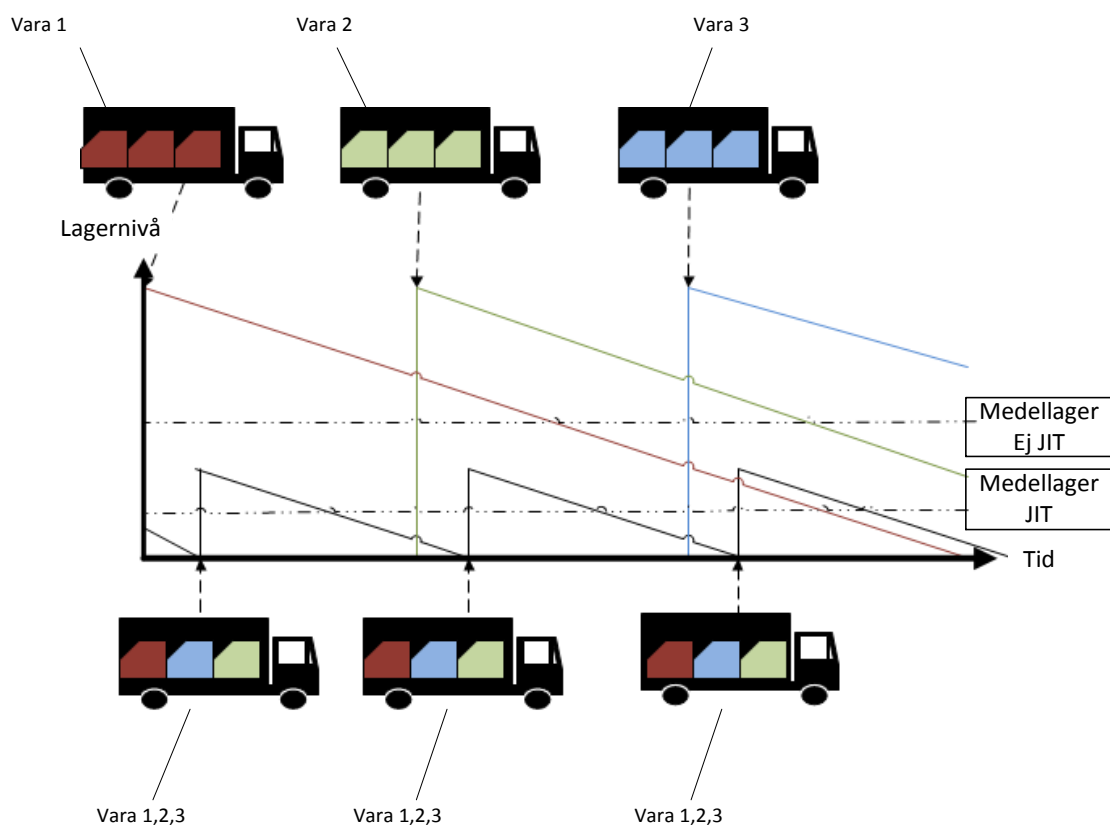 Vara 1
Vara 2
Vara 3
Lagernivå
Medellager
Ej JIT
Medellager
JIT
Tid
Vara 1,2,3
Vara 1,2,3
Vara 1,2,3